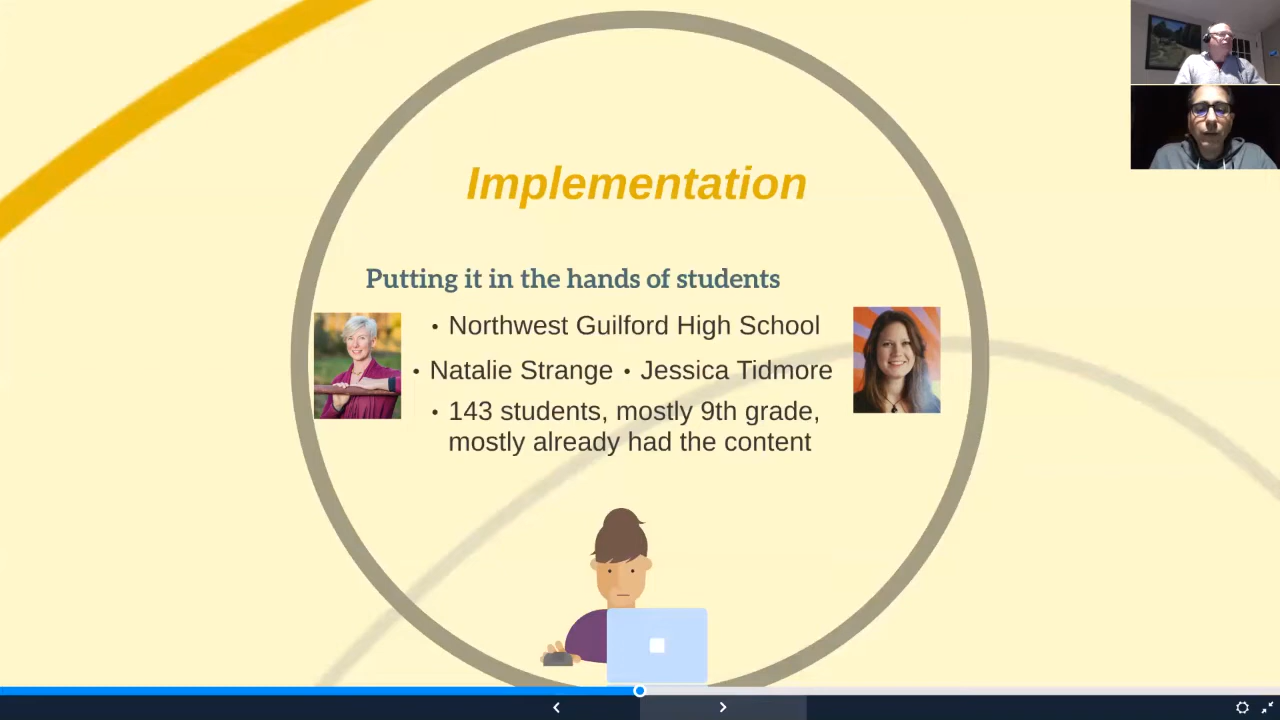 Implementation
Putting it in the hands of students
• Northwest Guilford High School
• Natalie Strange • Jessica Tidmore
• 143 students, mostly 9th grade,
mostly already had the content